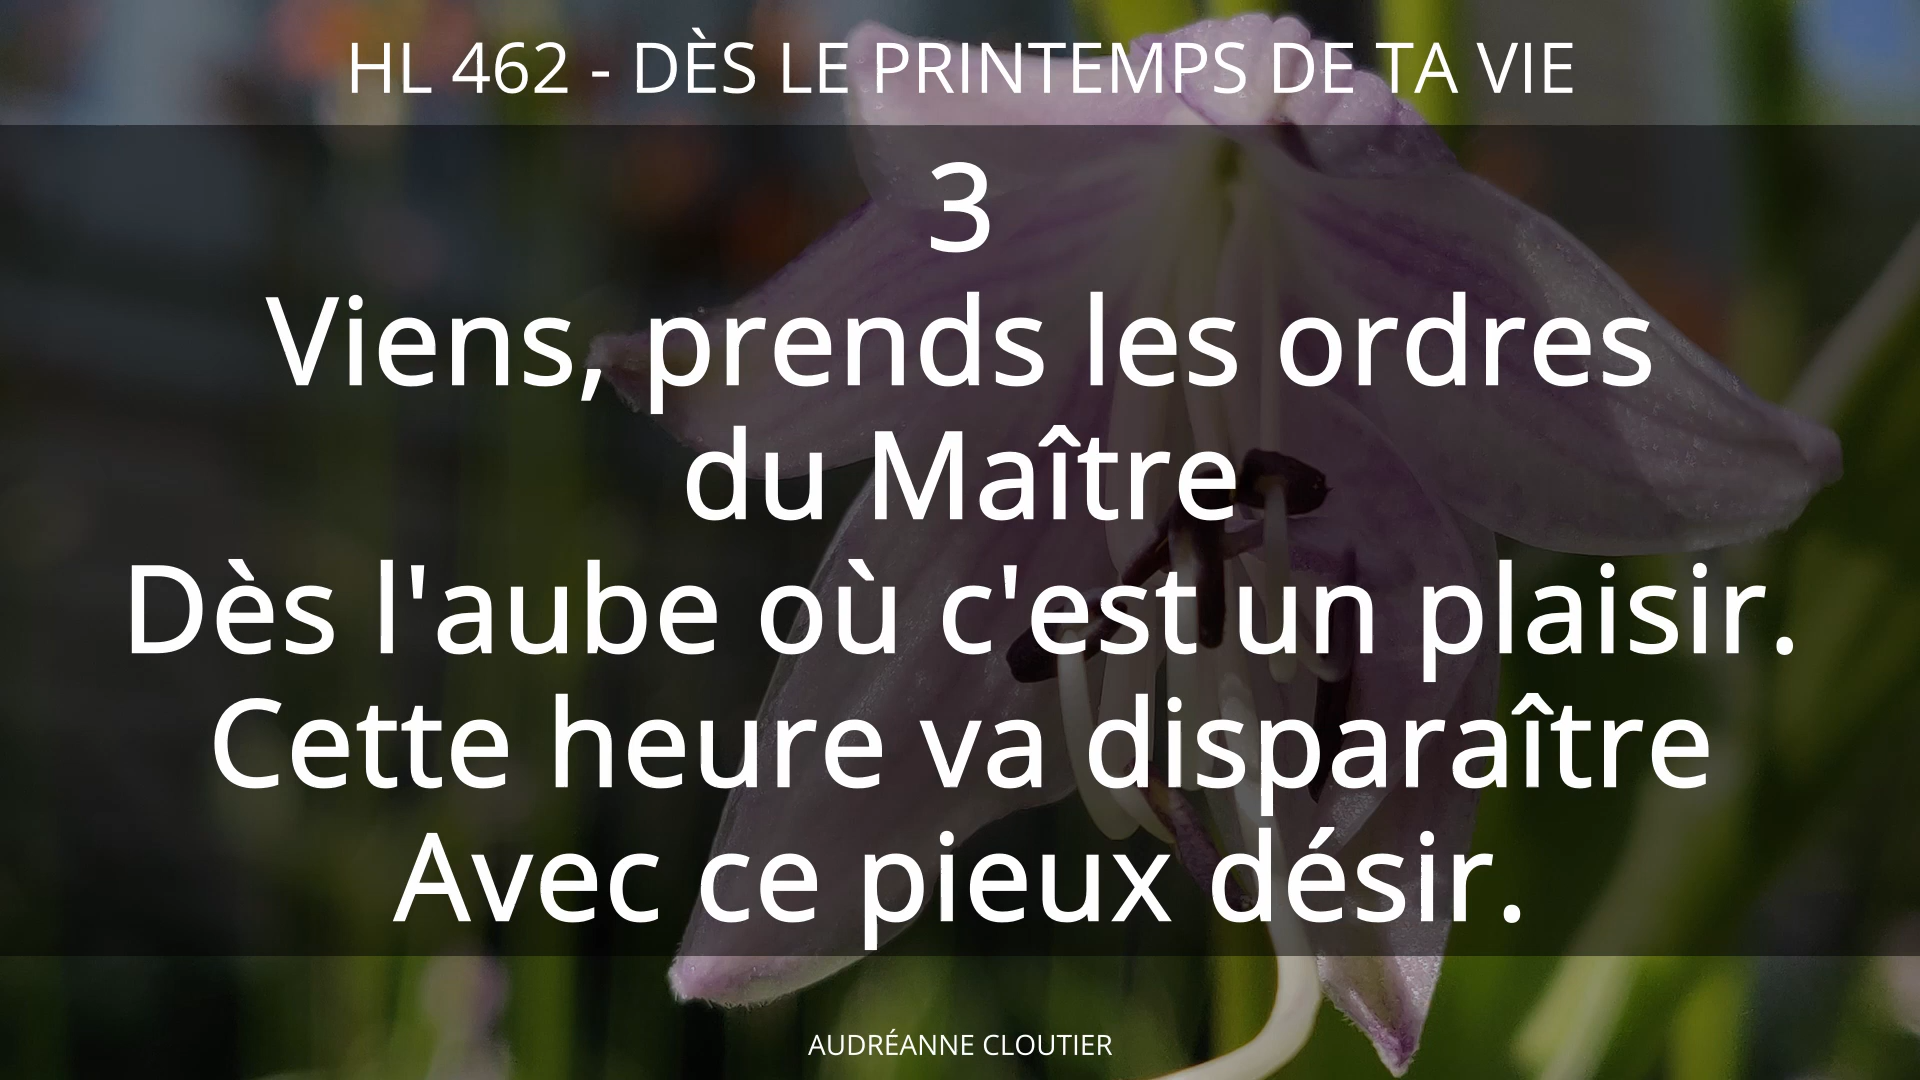 HL 462 - DÈS LE PRINTEMPS DE TA VIE
3
Viens, prends les ordres
du Maître
Dès l'aube où c'est un plaisir.
Cette heure va disparaître
Avec ce pieux désir.
AUDRÉANNE CLOUTIER